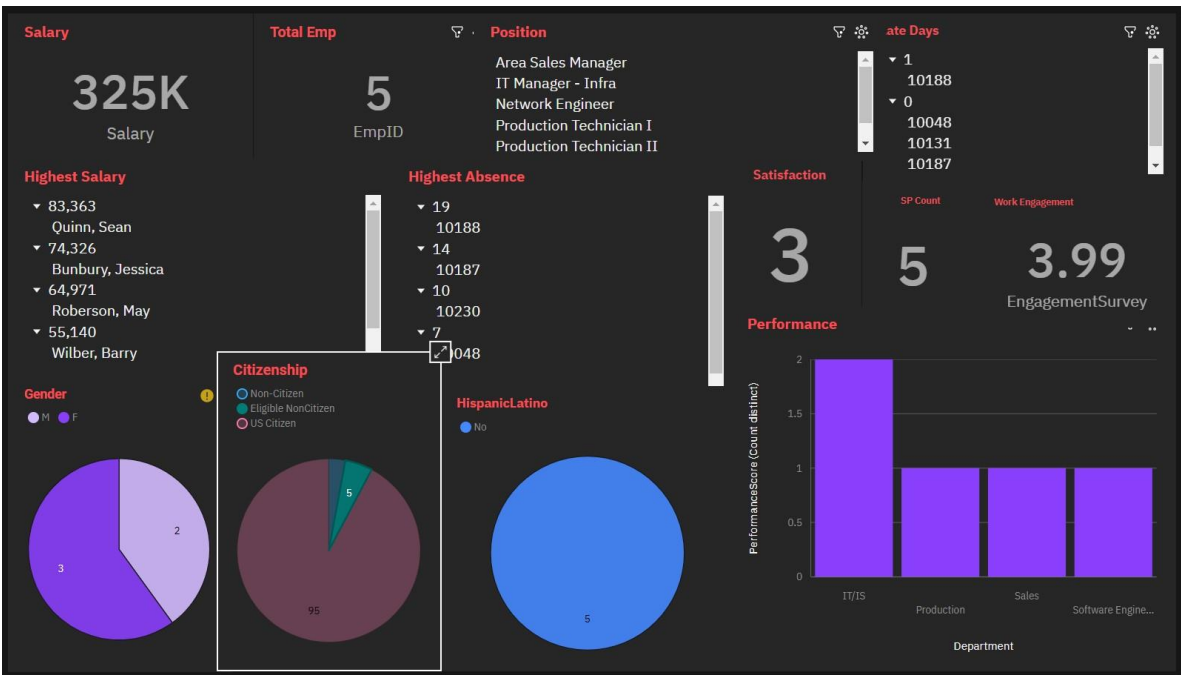 Salary
325K
Salary
Total Emp
5
EmpID
Position
Area Sales Manager
IT Manager - Infra
Network Engineer
Production Technician I
Production Technician II
ate Days
1
10188
0
10048
10131
10187
Highest Salary
83,363
Quinn, Sean
74,326
Bunbury, Jessica
64,971
Roberson, May
55,140
Wilber, Barry
Highest Absence
19
10188
14
10187
10
10230
7
048
Satisfaction
3
SP Count
5
Work Engagement
3.99
EngagementSurvey
Gender
M F
2
3
Citizenship
Non-Citizen
Eligible NonCitizen
US Citizen
5
95
HispanicLatino
No
5
Performance
PerformanceScore (Count distinct)
2
1.5
1
0.5
0
IT/IS
Production
Sales
Software Engine...
Department